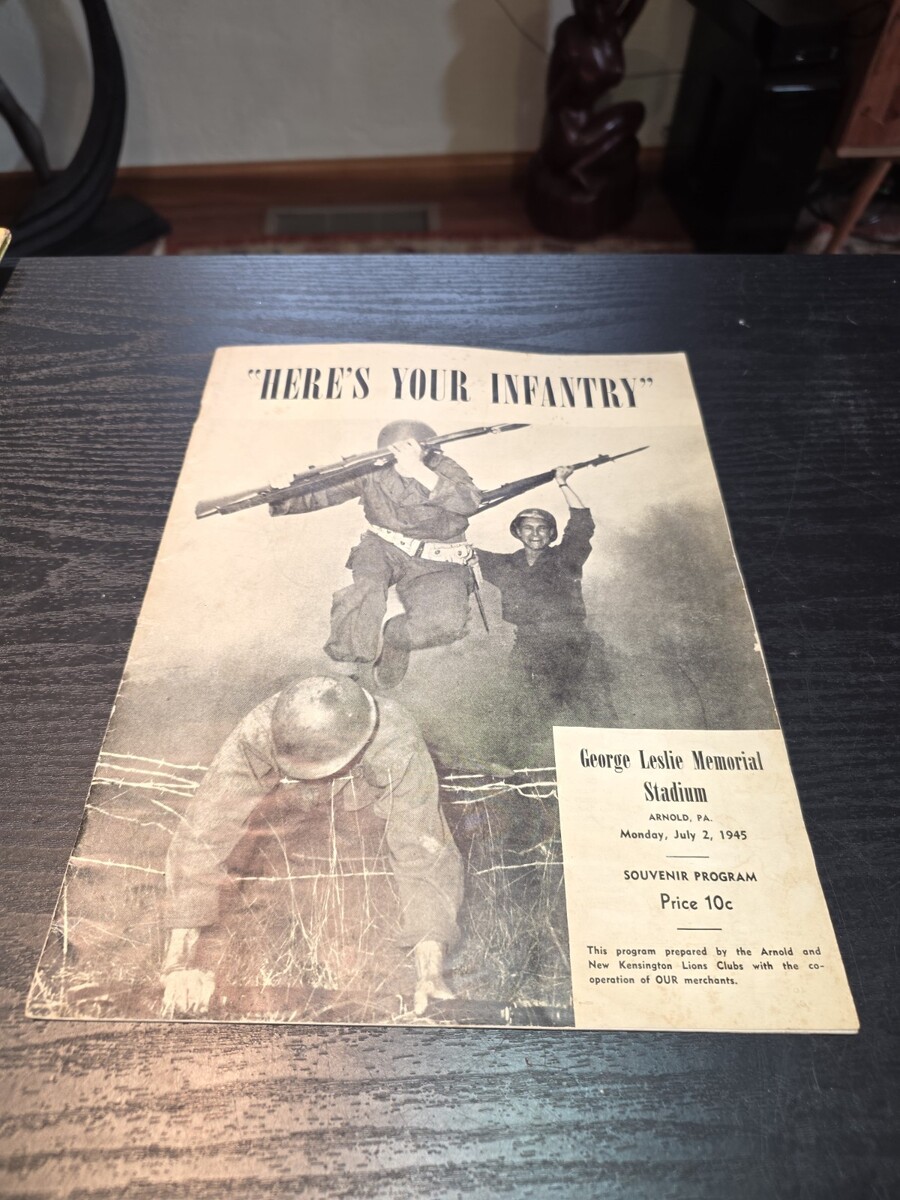 "HERE'S YOUR INFANTRY"
George Leslie Memorial
Stadium
ARNOLD, PA.
Monday, July 2, 1945
SOUVENIR PROGRAM
Price 10c
This program prepared by the Arnold and
New Kensington Lions Clubs with the co-
operation of OUR merchants.